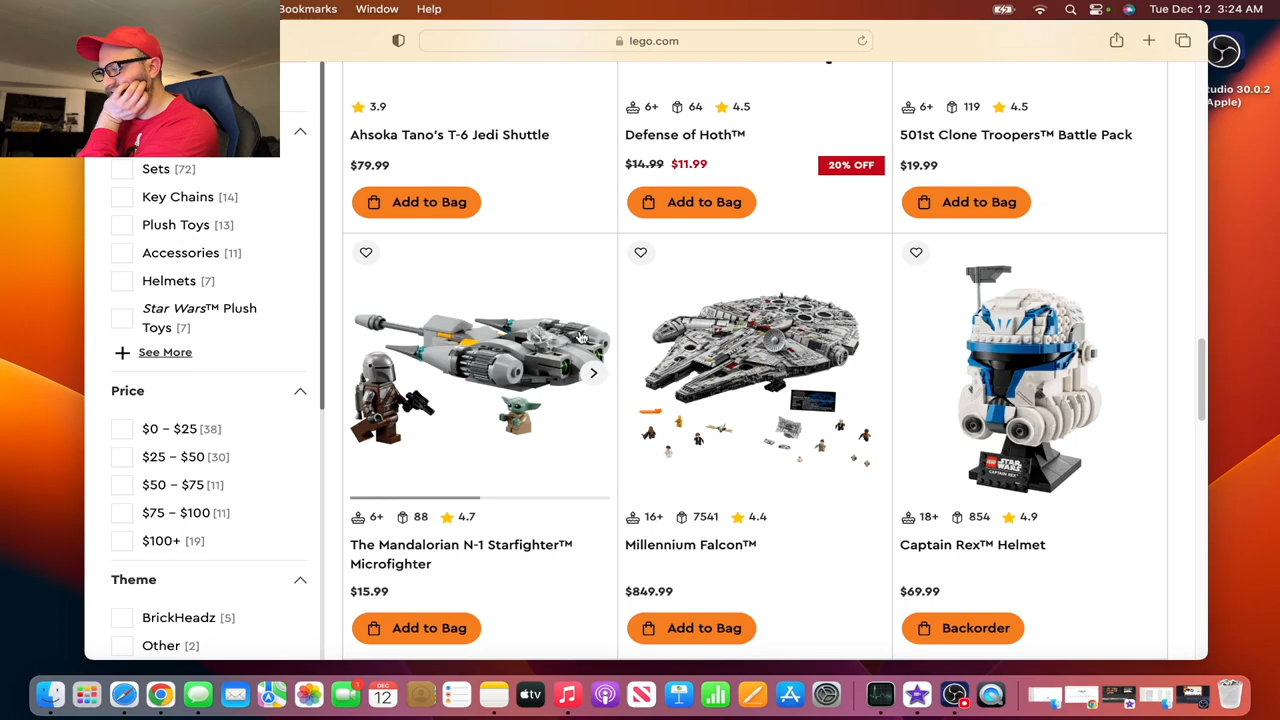 Bookmarks Window Help
Tue Dec 12 3:24 AM
lego.com
tudio 30.0.2
Apple)
3.9
6+ 64 4.5
6+ 119 4.5
Ahsoka Tano's T-6 Jedi Shuttle
Defense of Hoth™
501st Clone Troopers™ Battle Pack
$79.99
$14.99 $11.99
20% OFF
$19.99
Add to Bag
Add to Bag
Add to Bag
Sets [72]
Key Chains [14]
Plush Toys [13]
Accessories [11]
Helmets [7]
Star Wars™ Plush
Toys [7]
See More
Price
$0 – $25 [38]
$25 – $50 [30]
$50 – $75 [11]
$75 – $100 [11]
$100+ [19]
Theme
BrickHeadz [5]
Other [2]
LEGO STAR WARS
CAPTAIN REX™
6+ 88 4.7
16+ 7541 4.4
18+ 854 4.9
The Mandalorian N-1 Starfighter™
Microfighter
Millennium Falcon™
Captain Rex™ Helmet
$15.99
$849.99
$69.99
Add to Bag
Add to Bag
Backorder
1
DEC
12
tv